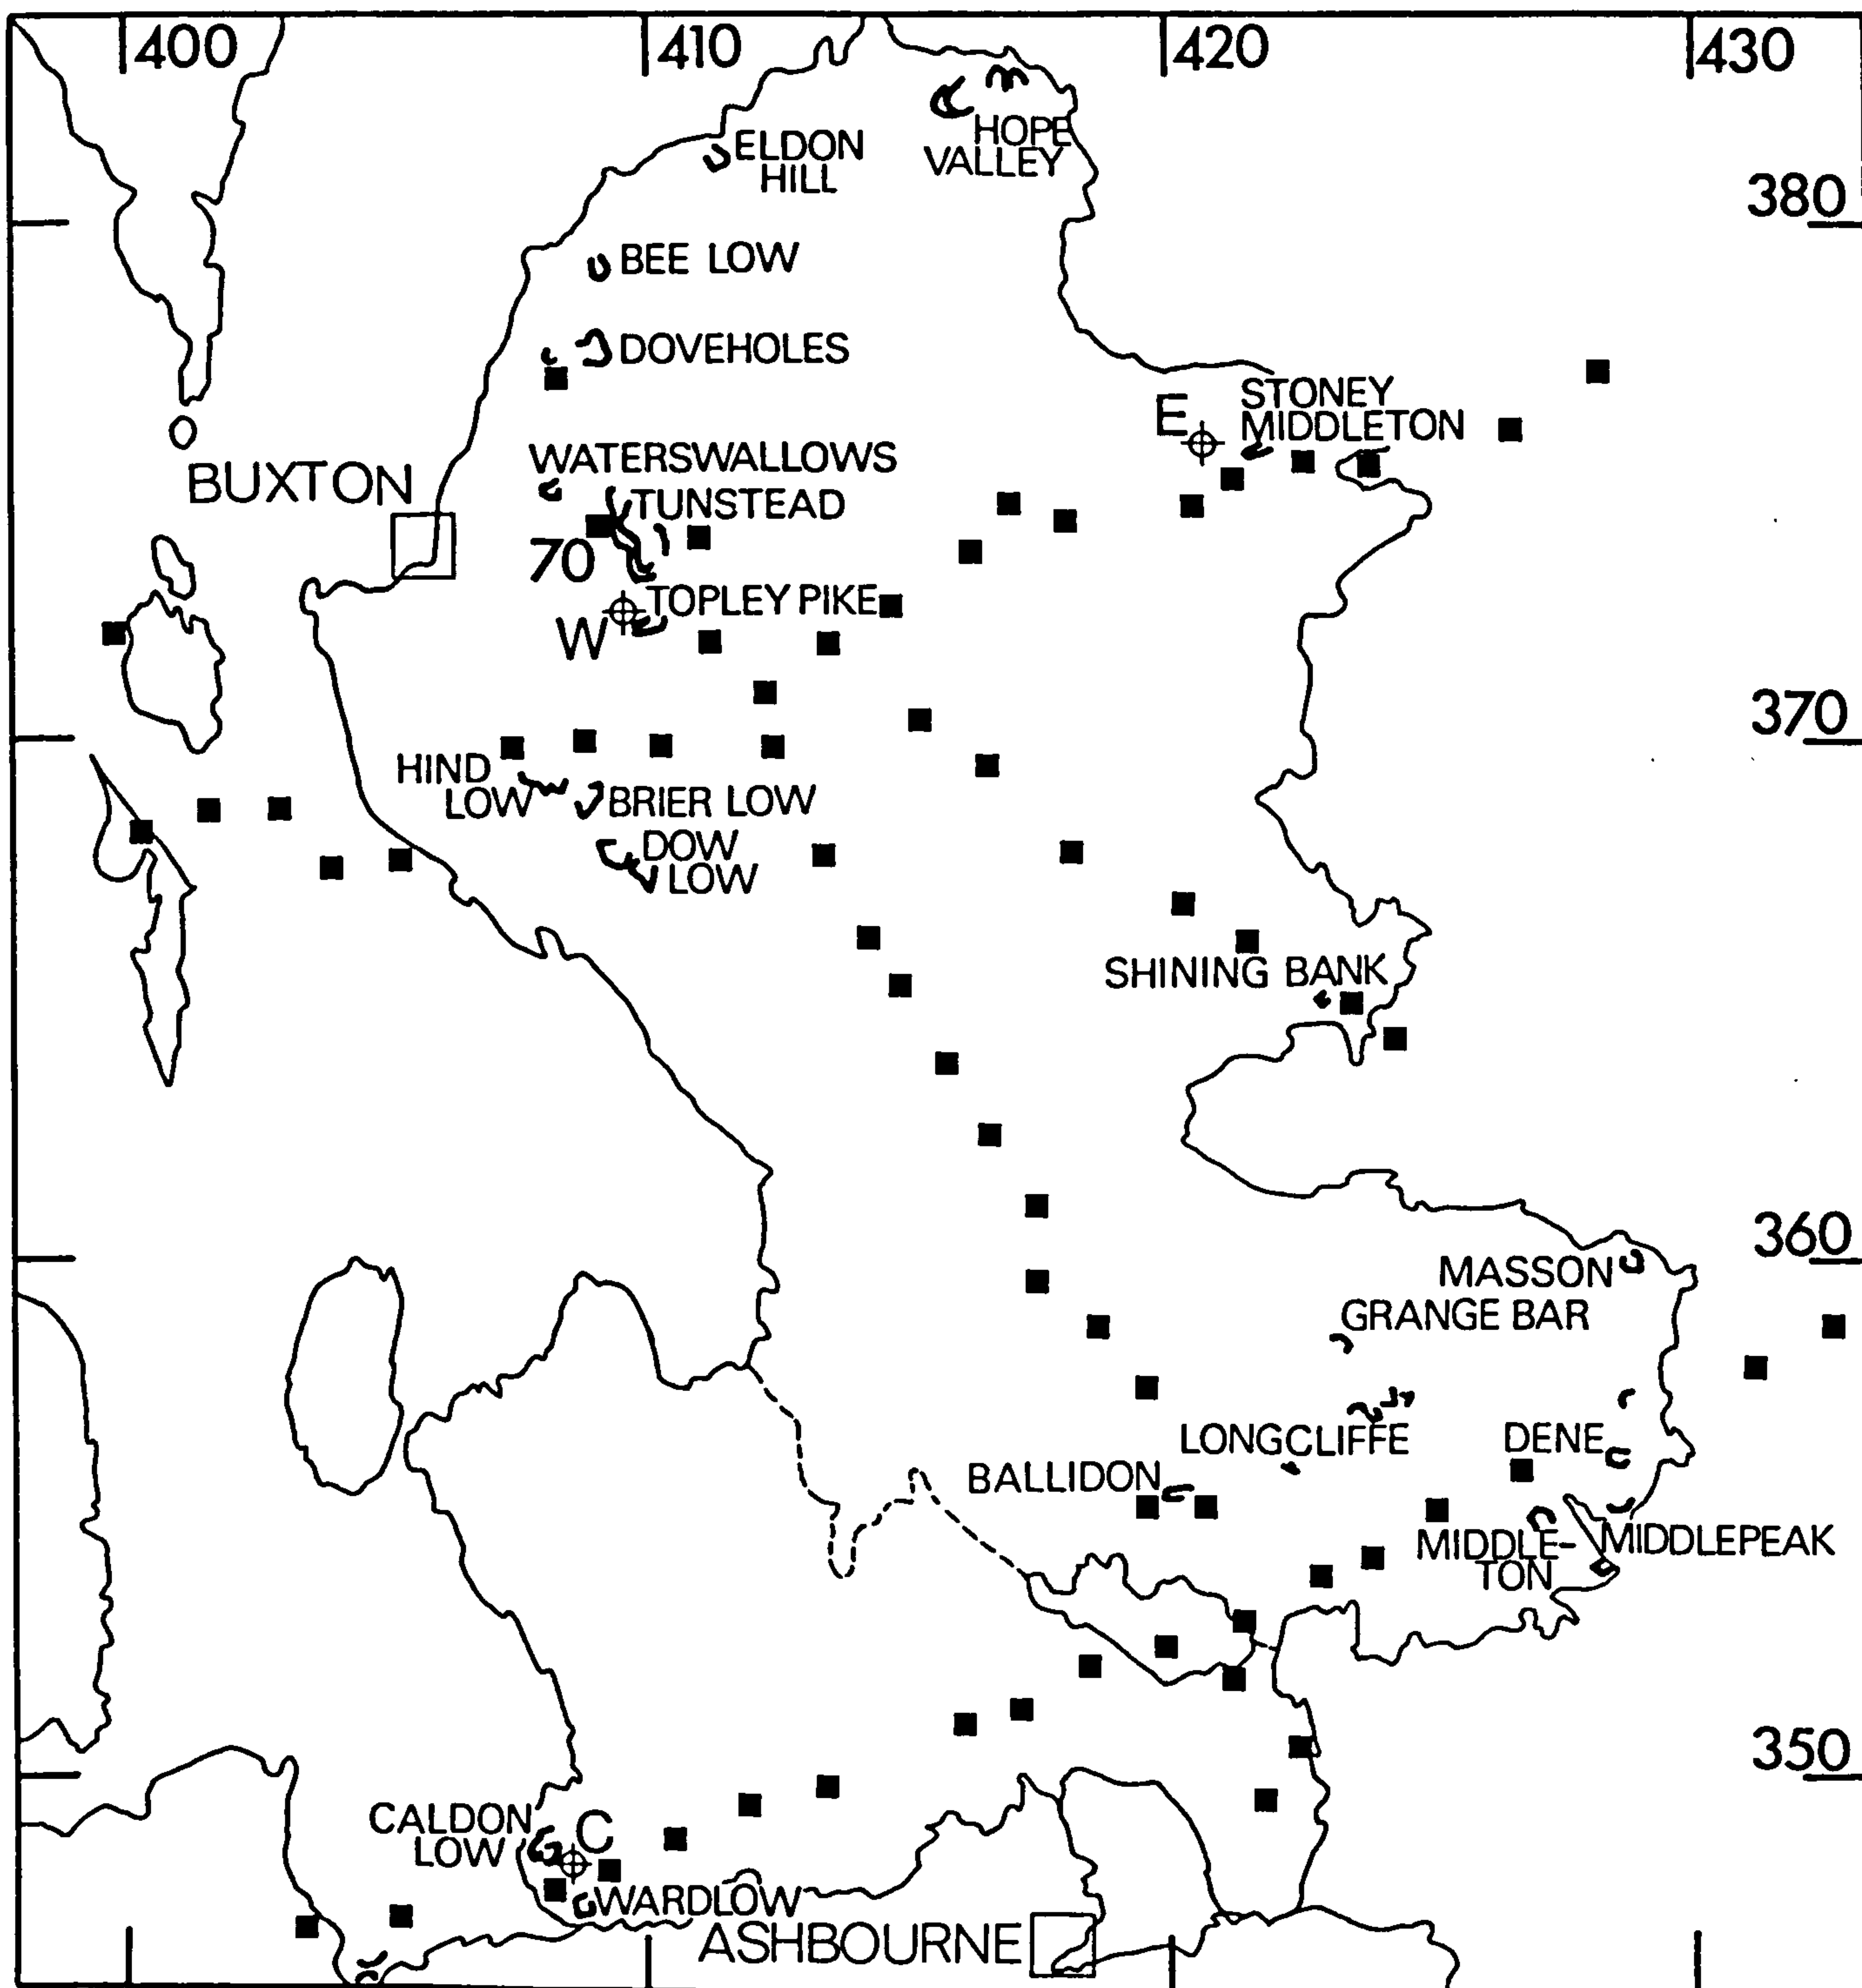 400
410
420
430
HOPE
VALLEY
ELDON
HILL
380
BEE LOW
DOVEHOLES
STONEY
MIDDLETON
E
WATERSWALLOWS
BUXTON
TUNSTEAD
70
TOPLEY PIKE
W
370
HIND
LOW
BRIER LOW
DOW
LOW
SHINING BANK
360
MASSON
GRANGE BAR
LONGCLIFFE
DENE
BALLIDON
MIDDLE-
TON
MIDDLEPEAK
350
CALDON
LOW
C
WARDLOW
ASHBOURNE